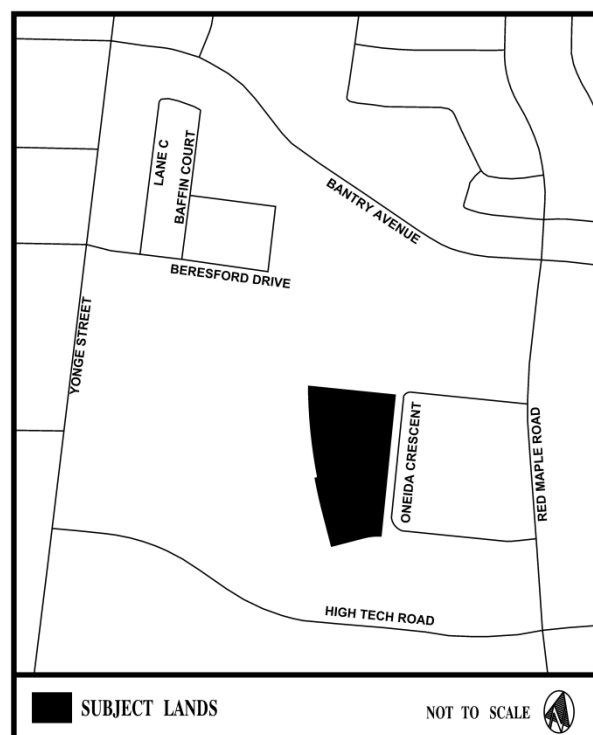 LANE C
BAFFIN COURT
BANTRY AVENUE
BERESFORD DRIVE
YONGE STREET
ONEIDA CRESCENT
RED MAPLE ROAD
HIGH TECH ROAD
SUBJECT LANDS
NOT TO SCALE